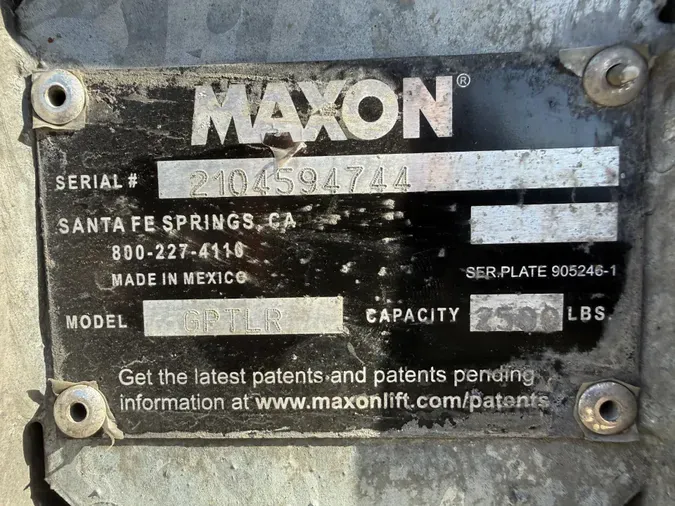 MAXON®
SERIAL # 2104594744
SANTA FE SPRINGS, CA
800-227-4116
MADE IN MEXICO
SER.PLATE 905246-1
MODEL GPTLR CAPACITY 2500 LBS.
Get the latest patents and patents pending
information at www.maxonlift.com/patents